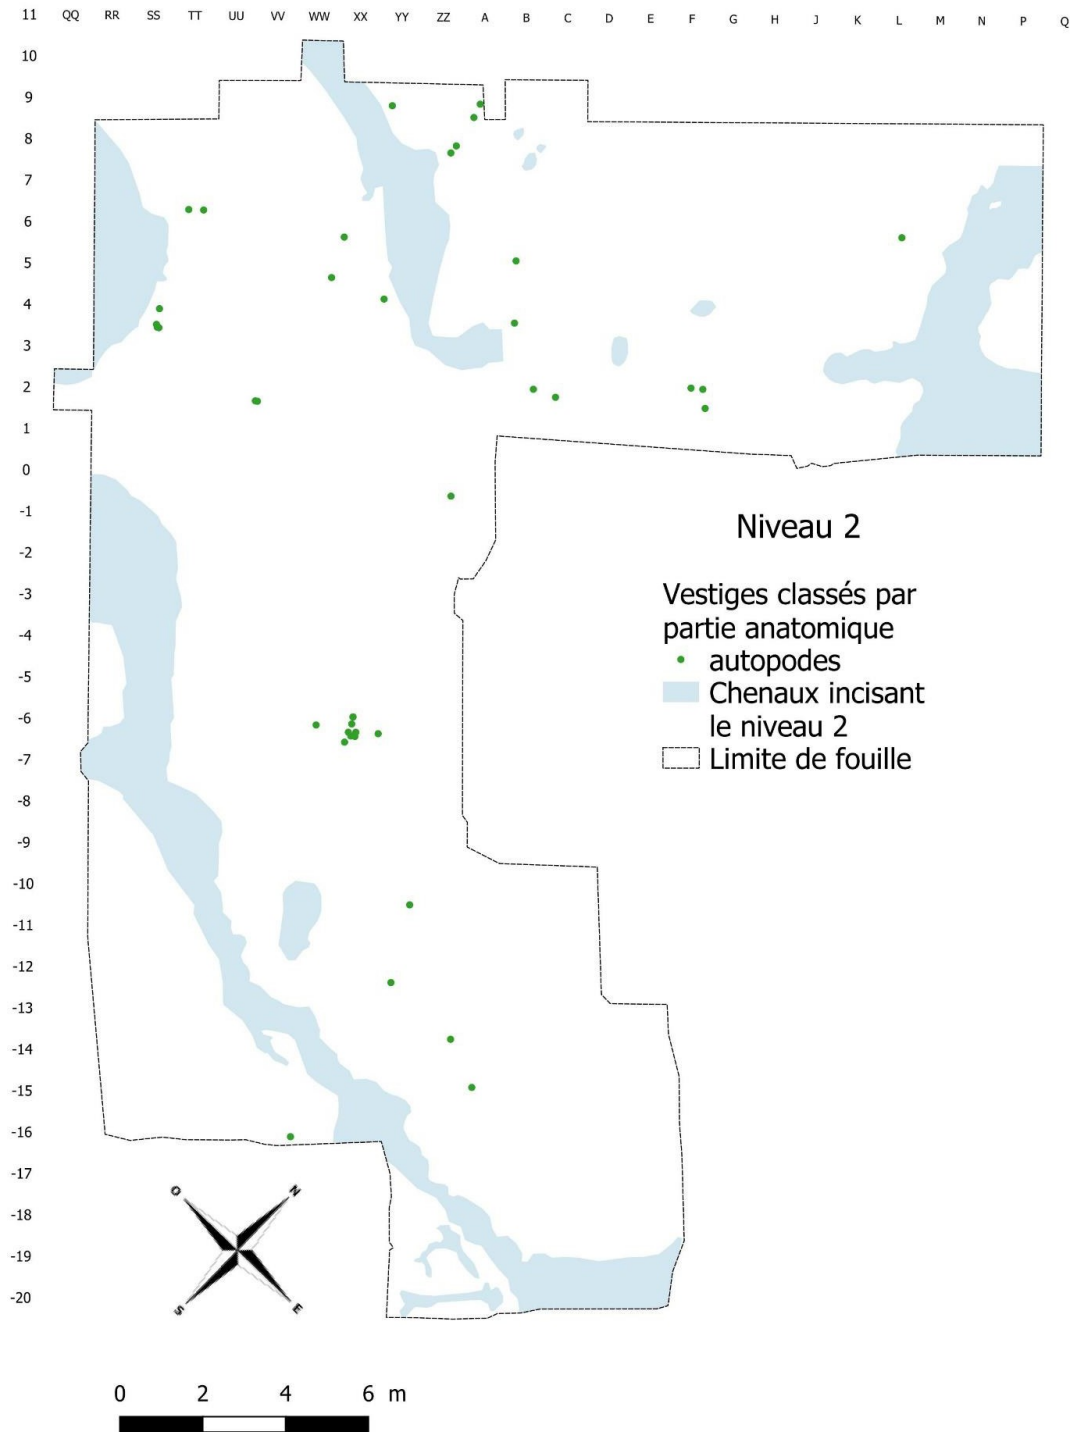 11 QQ RR SS TT UU VV WW XX YY ZZ A B C D E F G H J K L M N P Q
10
9
8
7
6
5
4
3
2
1
0
-1
-2
-3
-4
-5
-6
-7
-8
-9
-10
-11
-12
-13
-14
-15
-16
-17
-18
-19
-20
Niveau 2
Vestiges classés par
partie anatomique
autopodes
Chenaux incisant
le niveau 2
Limite de fouille
O N
S E
0 2 4 6 m